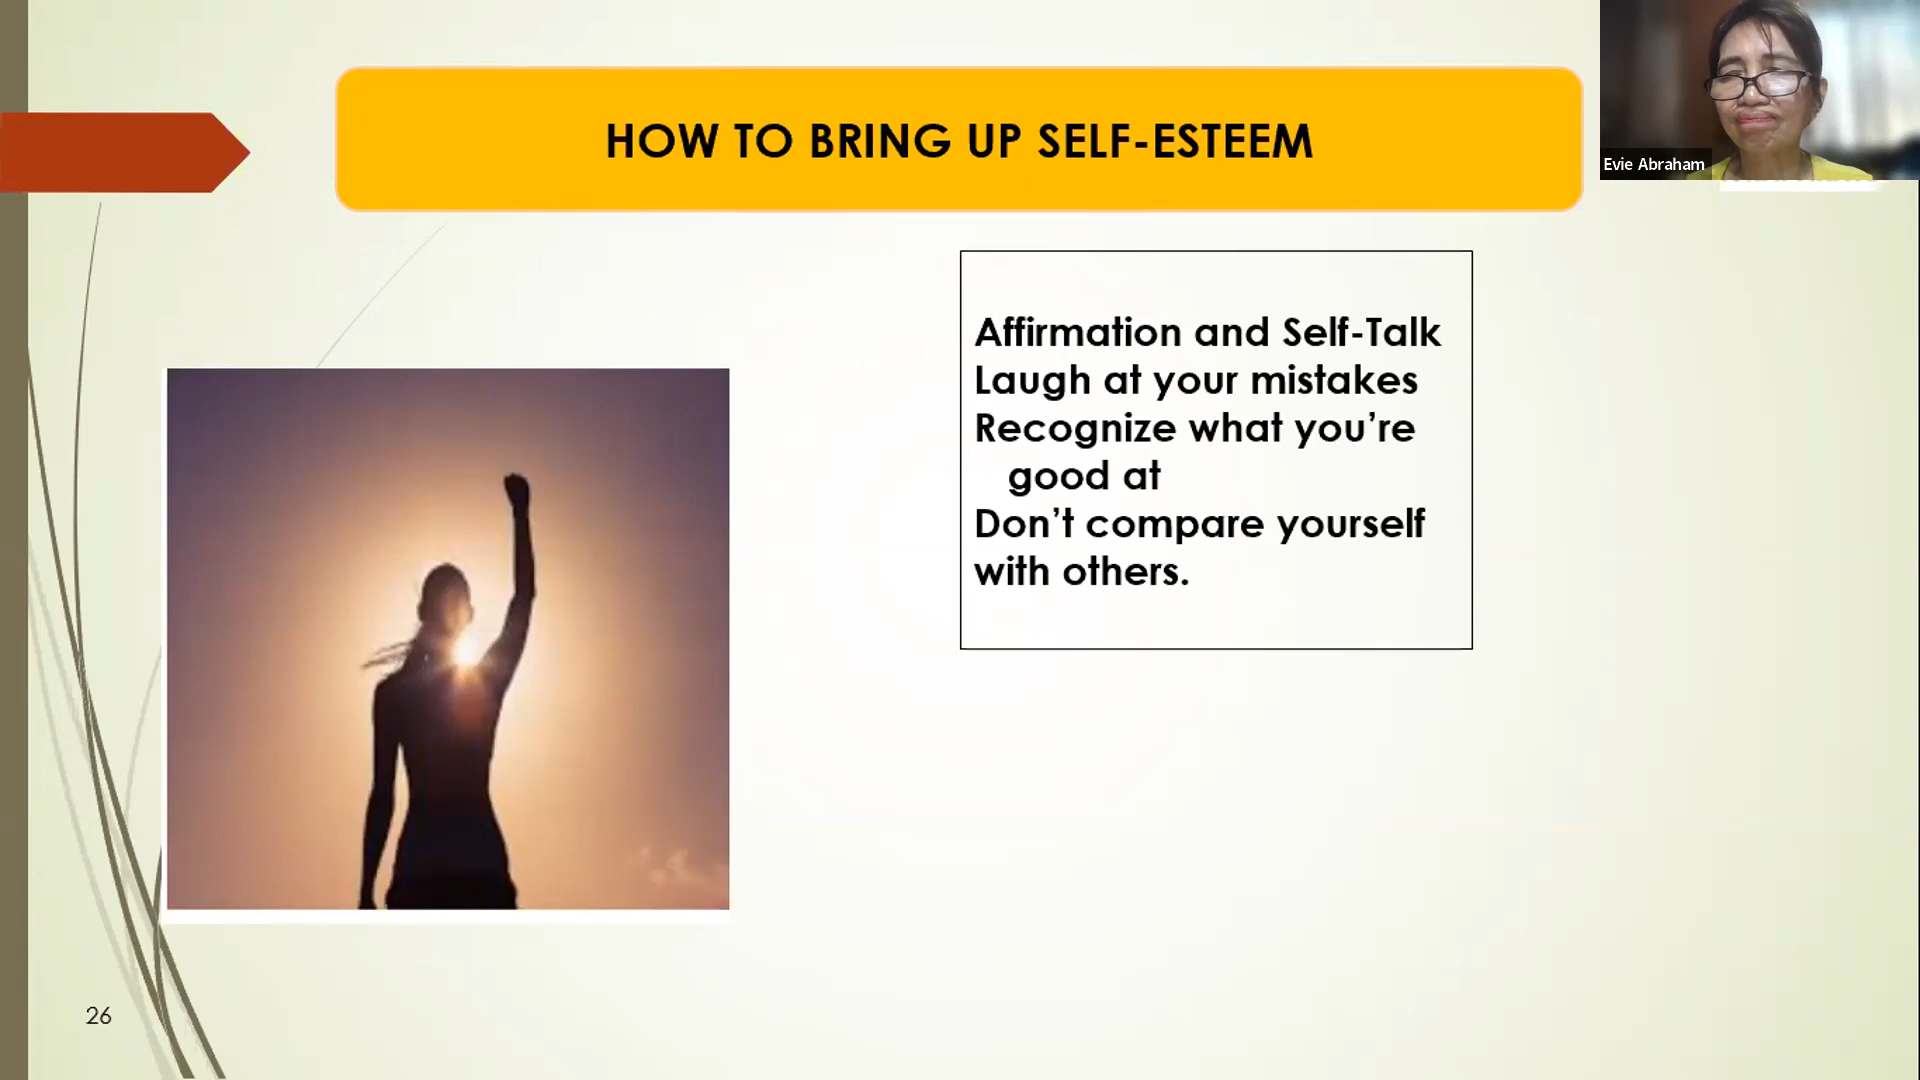 HOW TO BRING UP SELF-ESTEEM
Evie Abraham
Affirmation and Self-Talk
Laugh at your mistakes
Recognize what you’re
good at
Don’t compare yourself
with others.
26